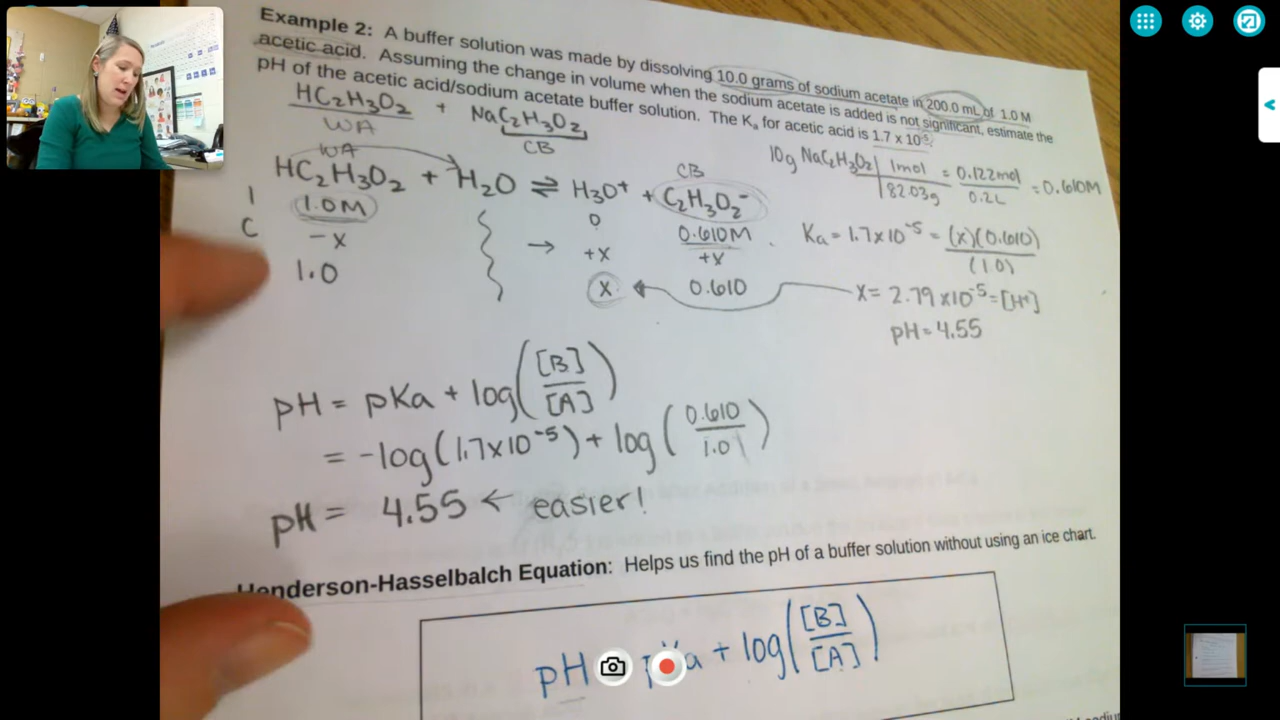 Example 2: A buffer solution was made by dissolving 10.0 grams of sodium acetate in 200.0 mL of 1.0 M
acetic acid. Assuming the change in volume when the sodium acetate is added is not significant, estimate the
pH of the acetic acid/sodium acetate buffer solution. The Ka for acetic acid is 1.7 x 10⁻⁵.
HC₂H₃O₂ + NaC₂H₃O₂
WA CB
WA CB
HC₂H₃O₂ + H₂O ⇌ H₃O⁺ + C₂H₃O₂⁻
I 1.0M 0 0.610M
C -x → +x +x
1.0 x 0.610
10g NaC₂H₃O₂ | 1mol = 0.122mol = 0.610M
82.03g 0.2L
Ka = 1.7x10⁻⁵ = (x)(0.610)
(1.0)
x = 2.79x10⁻⁵ = [H⁺]
pH = 4.55
pH = pKa + log([B]/[A])
= -log(1.7x10⁻⁵) + log(0.610/1.0)
pH = 4.55 ← easier!
Henderson-Hasselbalch Equation: Helps us find the pH of a buffer solution without using an ice chart.
pH a + log([B]/[A])